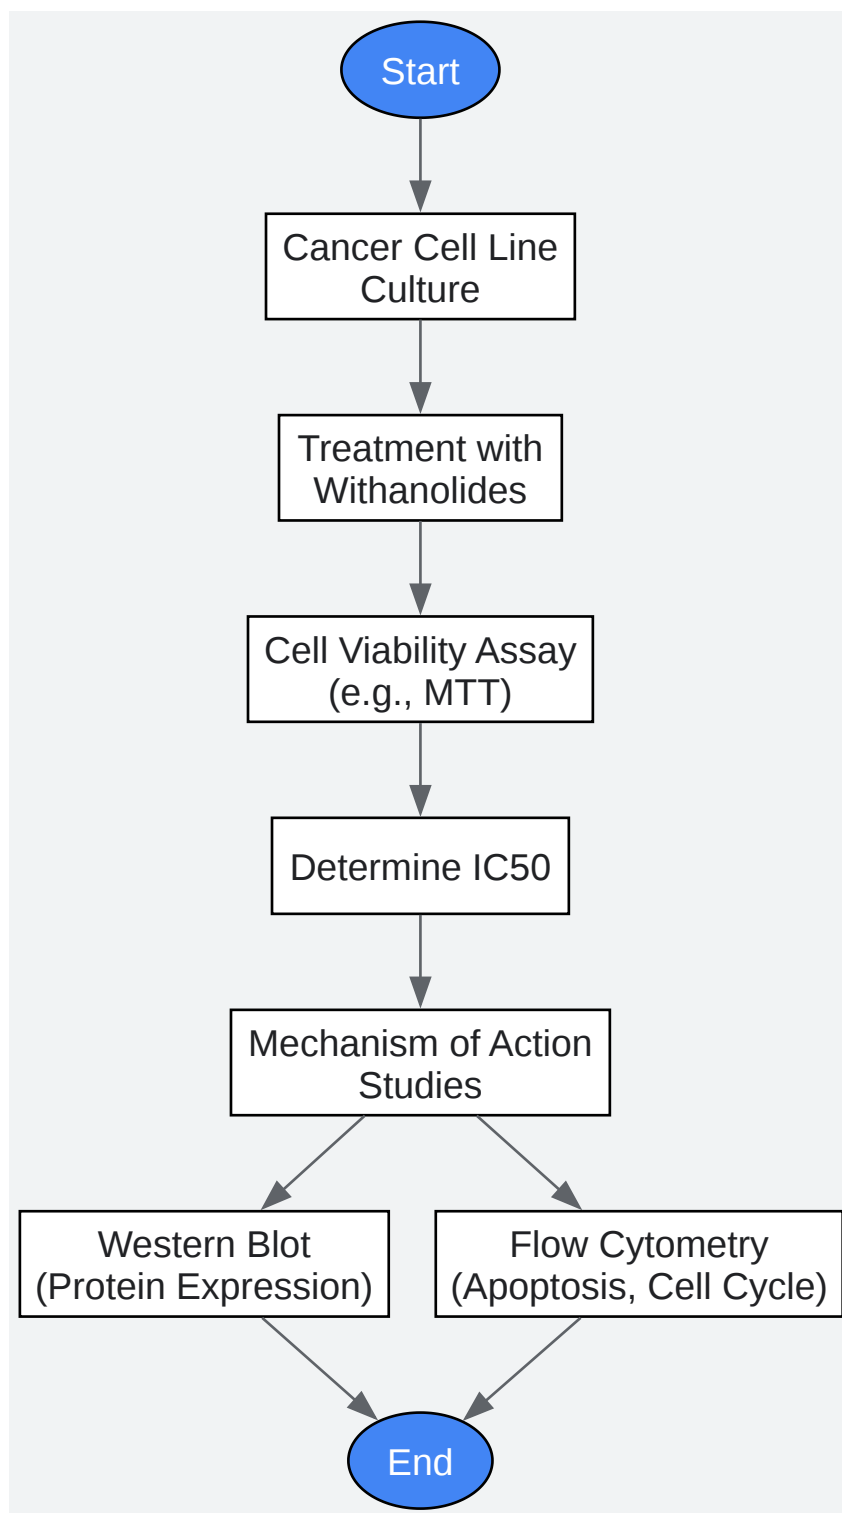 Start
Cancer Cell Line
Culture
Treatment with
Withanolides
Cell Viability Assay
(e.g., MTT)
Determine IC50
Mechanism of Action
Studies
Western Blot
(Protein Expression)
Flow Cytometry
(Apoptosis, Cell Cycle)
End